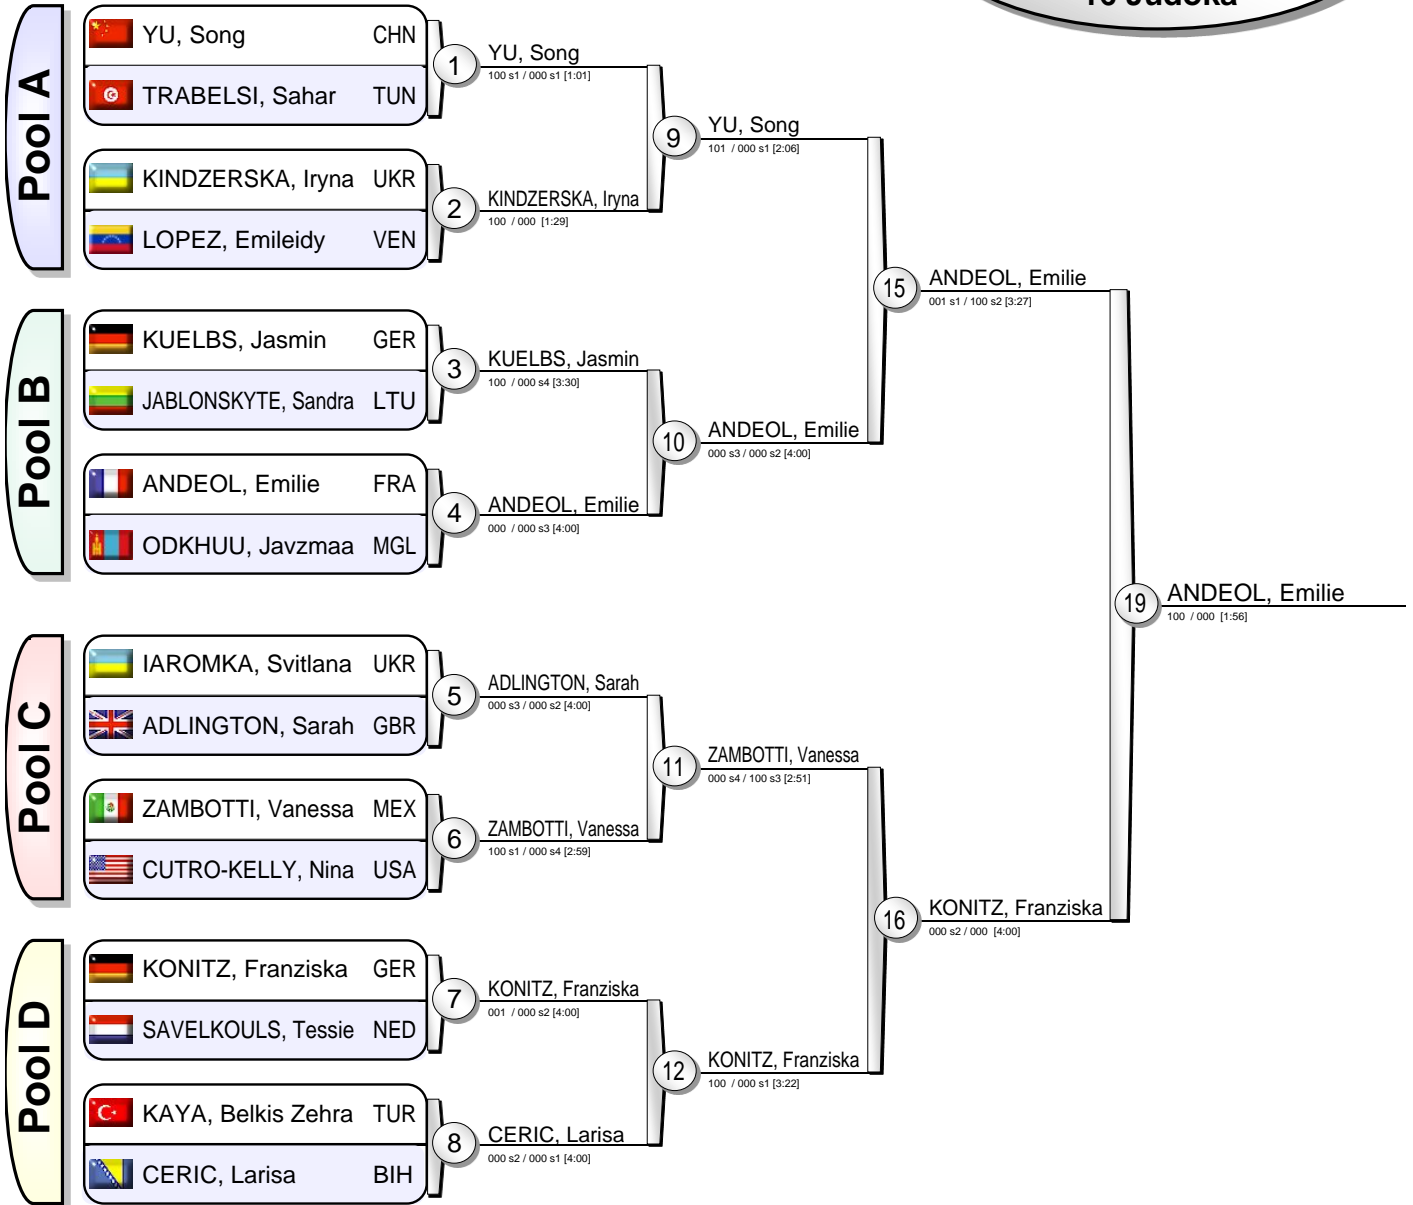 16 Judoka
Pool A
YU, Song CHN
TRABELSI, Sahar TUN
KINDZERSKA, Iryna UKR
LOPEZ, Emileidy VEN
Pool B
KUELBS, Jasmin GER
JABLONSKYTE, Sandra LTU
ANDEOL, Emilie FRA
ODKHUU, Javzmaa MGL
Pool C
IAROMKA, Svitlana UKR
ADLINGTON, Sarah GBR
ZAMBOTTI, Vanessa MEX
CUTRO-KELLY, Nina USA
Pool D
KONITZ, Franziska GER
SAVELKOULS, Tessie NED
KAYA, Belkis Zehra TUR
CERIC, Larisa BIH
1
YU, Song
100 s1 / 000 s1 [1:01]
2
KINDZERSKA, Iryna
100 / 000 [1:29]
3
KUELBS, Jasmin
100 / 000 s4 [3:30]
4
ANDEOL, Emilie
000 / 000 s3 [4:00]
5
ADLINGTON, Sarah
000 s3 / 000 s2 [4:00]
6
ZAMBOTTI, Vanessa
100 s1 / 000 s4 [2:59]
7
KONITZ, Franziska
001 / 000 s2 [4:00]
8
CERIC, Larisa
000 s2 / 000 s1 [4:00]
9
YU, Song
101 / 000 s1 [2:06]
10
ANDEOL, Emilie
000 s3 / 000 s2 [4:00]
11
ZAMBOTTI, Vanessa
000 s4 / 100 s3 [2:51]
12
KONITZ, Franziska
100 / 000 s1 [3:22]
15
ANDEOL, Emilie
001 s1 / 100 s2 [3:27]
16
KONITZ, Franziska
000 s2 / 000 [4:00]
19
ANDEOL, Emilie
100 / 000 [1:56]